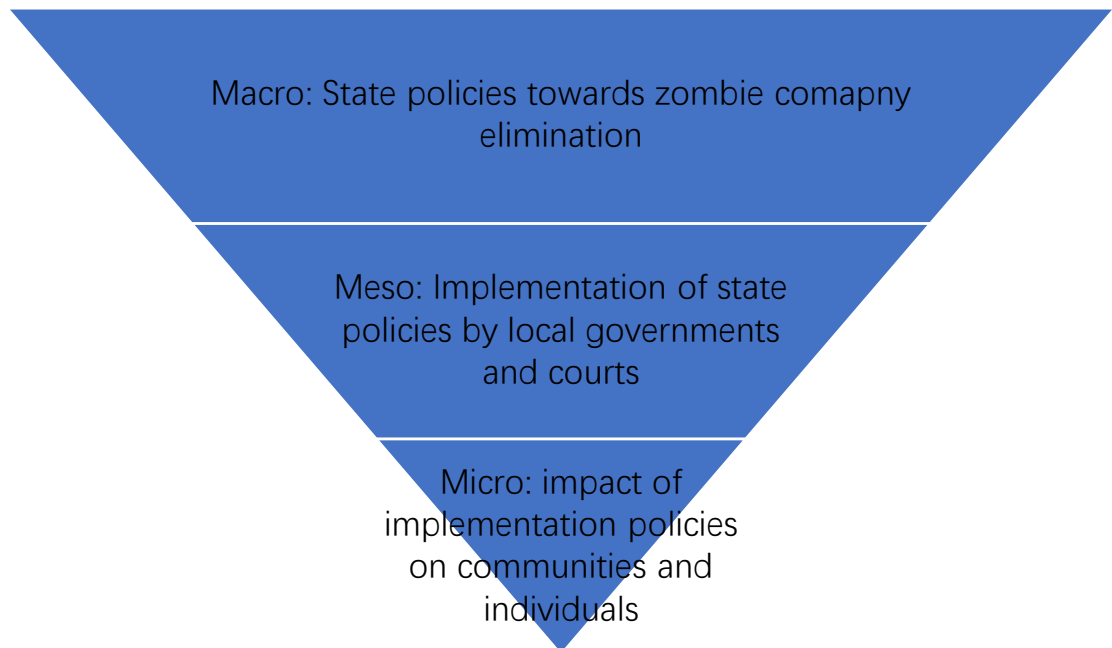 Macro: State policies towards zombie comapny
elimination
Meso: Implementation of state
policies by local governments
and courts
Micro: impact of
implementation policies
on communities and
individuals